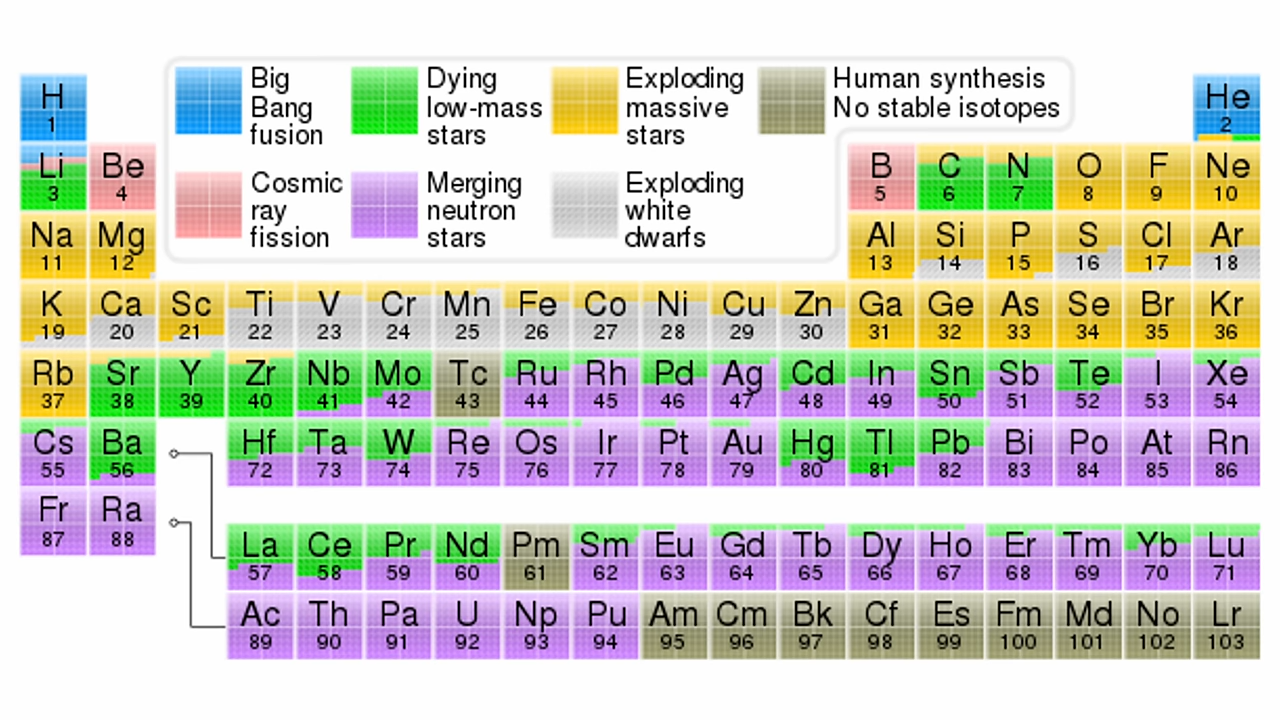 Big Bang fusion
Dying low-mass stars
Exploding massive stars
Human synthesis No stable isotopes
Cosmic ray fission
Merging neutron stars
Exploding white dwarfs
H He
1 2
Li Be B C N O F Ne
3 4 5 6 7 8 9 10
Na Mg Al Si P S Cl Ar
11 12 13 14 15 16 17 18
K Ca Sc Ti V Cr Mn Fe Co Ni Cu Zn Ga Ge As Se Br Kr
19 20 21 22 23 24 25 26 27 28 29 30 31 32 33 34 35 36
Rb Sr Y Zr Nb Mo Tc Ru Rh Pd Ag Cd In Sn Sb Te I Xe
37 38 39 40 41 42 43 44 45 46 47 48 49 50 51 52 53 54
Cs Ba Hf Ta W Re Os Ir Pt Au Hg Tl Pb Bi Po At Rn
55 56 72 73 74 75 76 77 78 79 80 81 82 83 84 85 86
Fr Ra
87 88
La Ce Pr Nd Pm Sm Eu Gd Tb Dy Ho Er Tm Yb Lu
57 58 59 60 61 62 63 64 65 66 67 68 69 70 71
Ac Th Pa U Np Pu Am Cm Bk Cf Es Fm Md No Lr
89 90 91 92 93 94 95 96 97 98 99 100 101 102 103